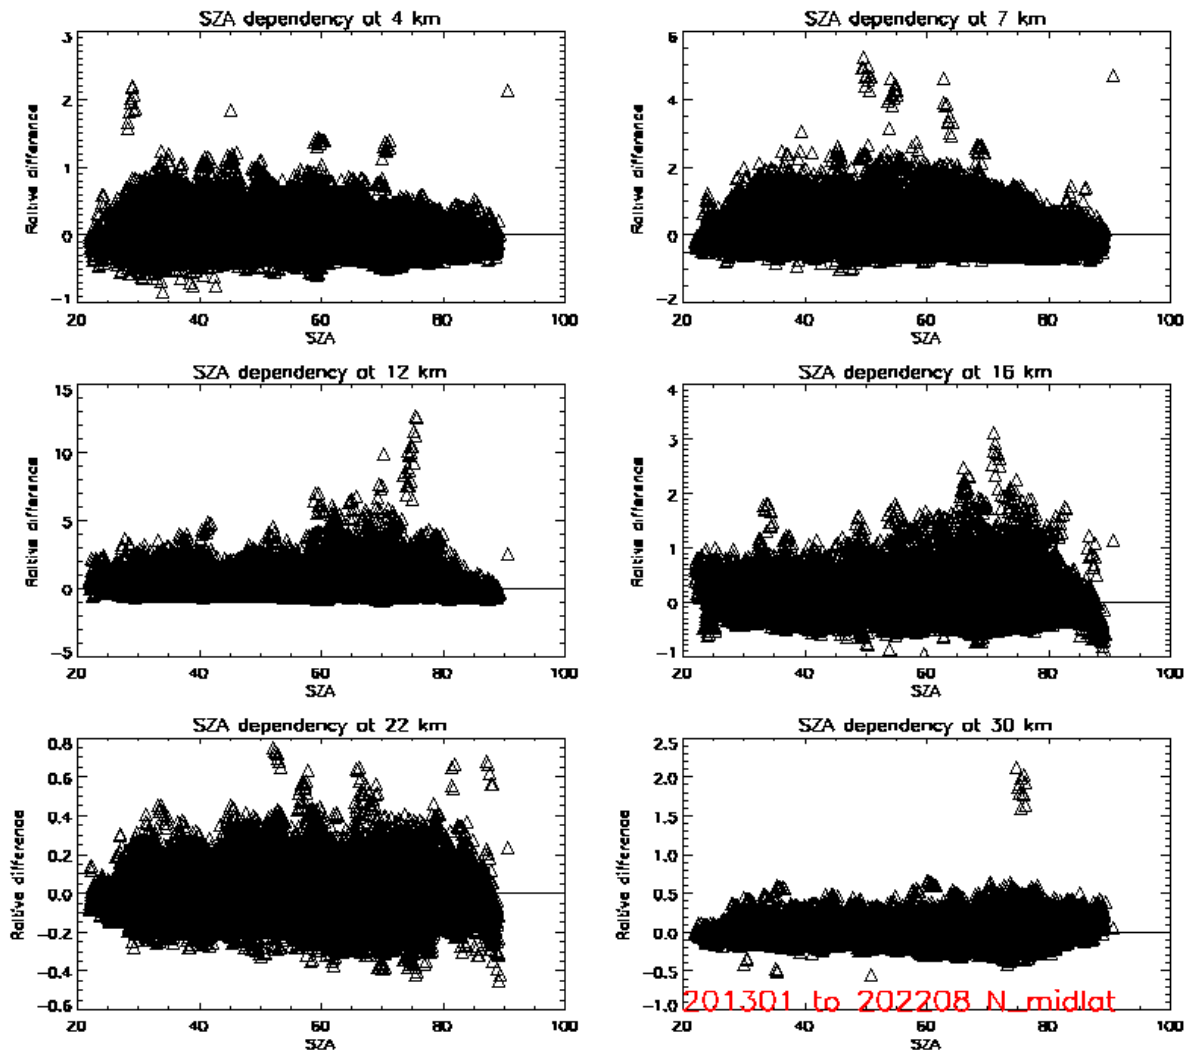 SZA dependency at 4 km
3
2
1
0
−1
Raltive difference
20 40 60 80 100
SZA
SZA dependency at 7 km
6
4
2
0
−2
Raltive difference
20 40 60 80 100
SZA
SZA dependency at 12 km
15
10
5
0
−5
Raltive difference
20 40 60 80 100
SZA
SZA dependency at 16 km
4
3
2
1
0
−1
Raltive difference
20 40 60 80 100
SZA
SZA dependency at 22 km
0.8
0.6
0.4
0.2
0.0
−0.2
−0.4
−0.6
Raltive difference
20 40 60 80 100
SZA
SZA dependency at 30 km
2.5
2.0
1.5
1.0
0.5
0.0
−0.5
−1.0
Raltive difference
201301 to 202208 N_midlat
20 40 60 80 100
SZA